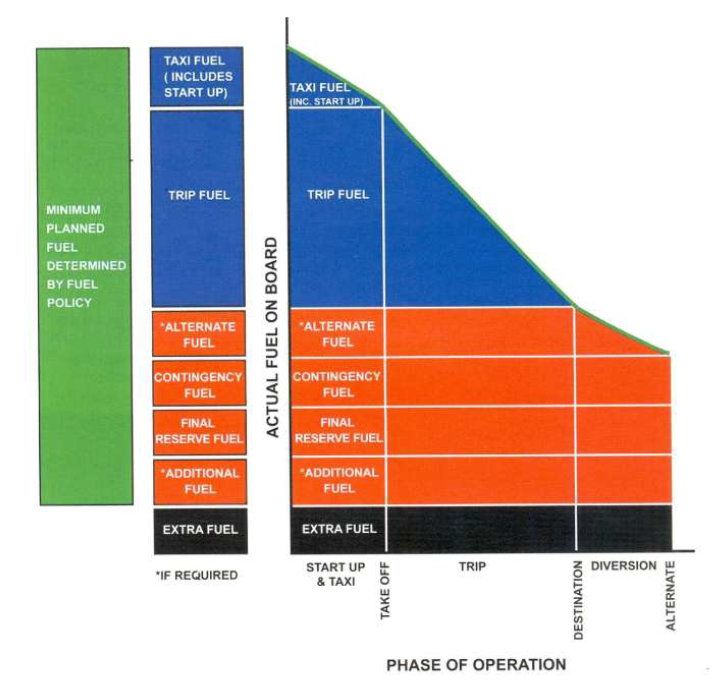 MINIMUM
PLANNED
FUEL
DETERMINED
BY FUEL
POLICY
TAXI FUEL
( INCLUDES
START UP)
TRIP FUEL
*ALTERNATE
FUEL
CONTINGENCY
FUEL
FINAL
RESERVE FUEL
*ADDITIONAL
FUEL
EXTRA FUEL
*IF REQUIRED
ACTUAL FUEL ON BOARD
TAXI FUEL
(INC. START UP)
TRIP FUEL
*ALTERNATE
FUEL
CONTINGENCY
FUEL
FINAL
RESERVE FUEL
*ADDITIONAL
FUEL
EXTRA FUEL
START UP
& TAXI
TAKE OFF
TRIP
DESTINATION
DIVERSION
ALTERNATE
PHASE OF OPERATION